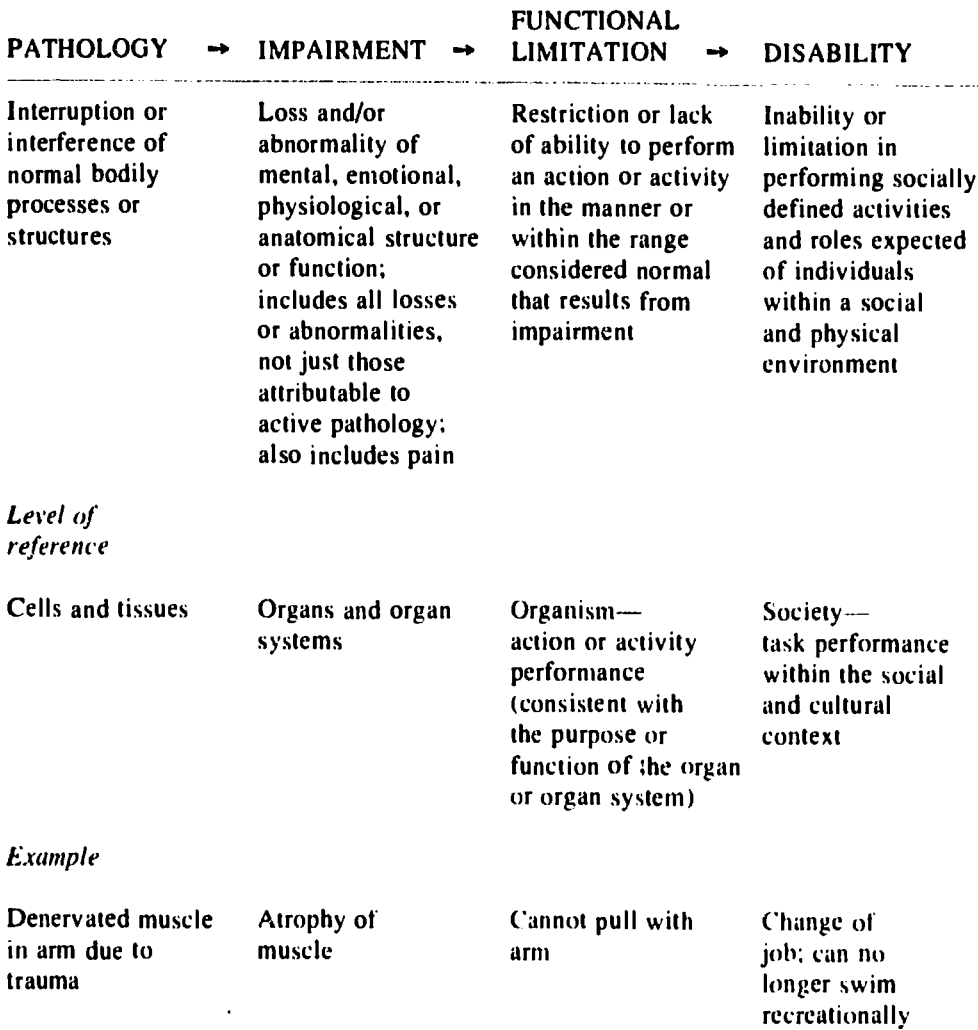 PATHOLOGY → IMPAIRMENT → FUNCTIONAL LIMITATION → DISABILITY
Interruption or
interference of
normal bodily
processes or
structures
Loss and/or
abnormality of
mental, emotional,
physiological, or
anatomical structure
or function;
includes all losses
or abnormalities,
not just those
attributable to
active pathology;
also includes pain
Restriction or lack
of ability to perform
an action or activity
in the manner or
within the range
considered normal
that results from
impairment
Inability or
limitation in
performing socially
defined activities
and roles expected
of individuals
within a social
and physical
environment
Level of
reference
Cells and tissues
Organs and organ
systems
Organism—
action or activity
performance
(consistent with
the purpose or
function of the organ
or organ system)
Society—
task performance
within the social
and cultural
context
Example
Denervated muscle
in arm due to
trauma
Atrophy of
muscle
Cannot pull with
arm
Change of
job; can no
longer swim
recreationally